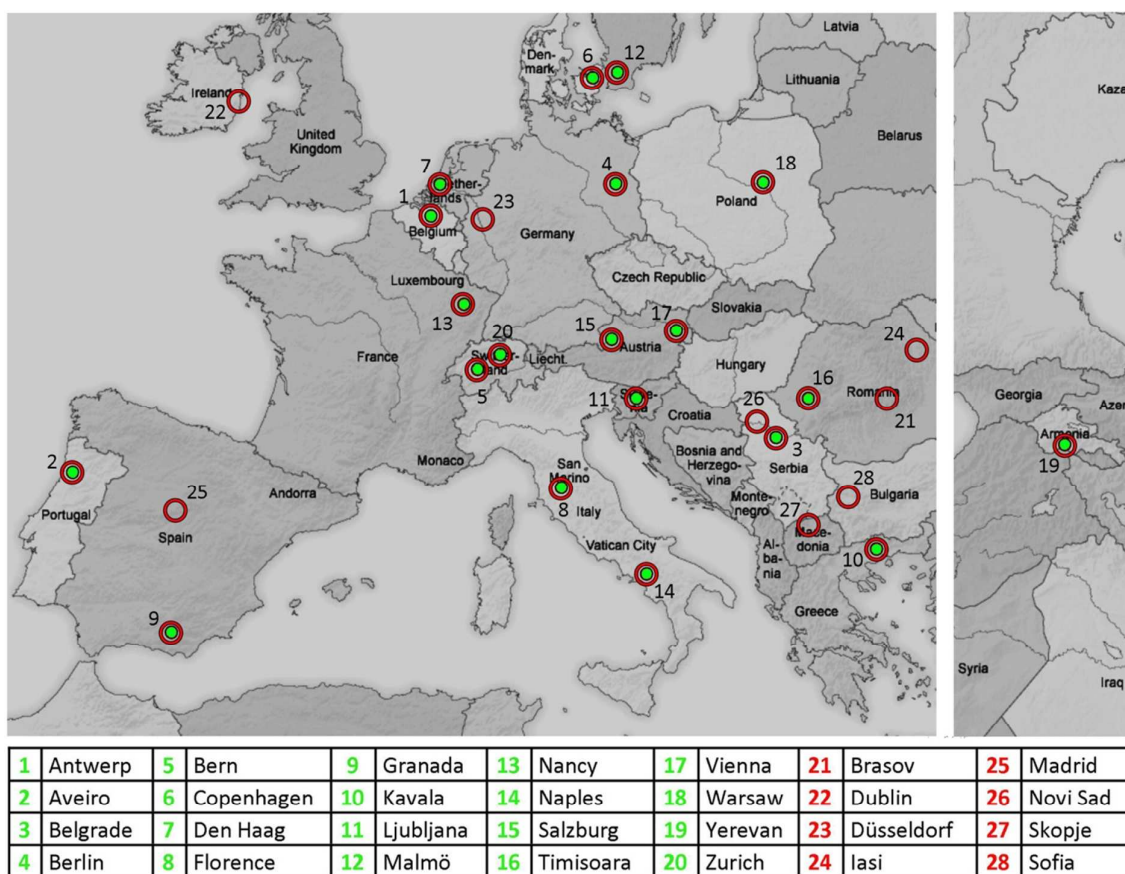 Latvia
Denmark
6
12
Lithuania
Kaza
Ireland
22
United
Kingdom
Belarus
7
4
18
Nether-
lands
1
23
Poland
Belgium
Germany
Luxembourg
Czech Republic
13
Slovakia
17
15
24
20
Austria
France
Switzer-
land
Liecht.
Hungary
5
Slove-
nia
16
Romania
Georgia
11
26
21
Azer
Croatia
Armenia
3
Monaco
San
Marino
Bosnia and
Herzego-
vina
Serbia
19
2
25
Andorra
28
8
Italy
Monte-
negro
27
Bulgaria
Portugal
Spain
Mace-
donia
Vatican City
Al-
ba-
nia
10
14
Greece
9
Syria
Iraq
1 Antwerp 5 Bern 9 Granada 13 Nancy 17 Vienna 21 Brasov 25 Madrid
2 Aveiro 6 Copenhagen 10 Kavala 14 Naples 18 Warsaw 22 Dublin 26 Novi Sad
3 Belgrade 7 Den Haag 11 Ljubljana 15 Salzburg 19 Yerevan 23 Düsseldorf 27 Skopje
4 Berlin 8 Florence 12 Malmö 16 Timisoara 20 Zurich 24 Iasi 28 Sofia